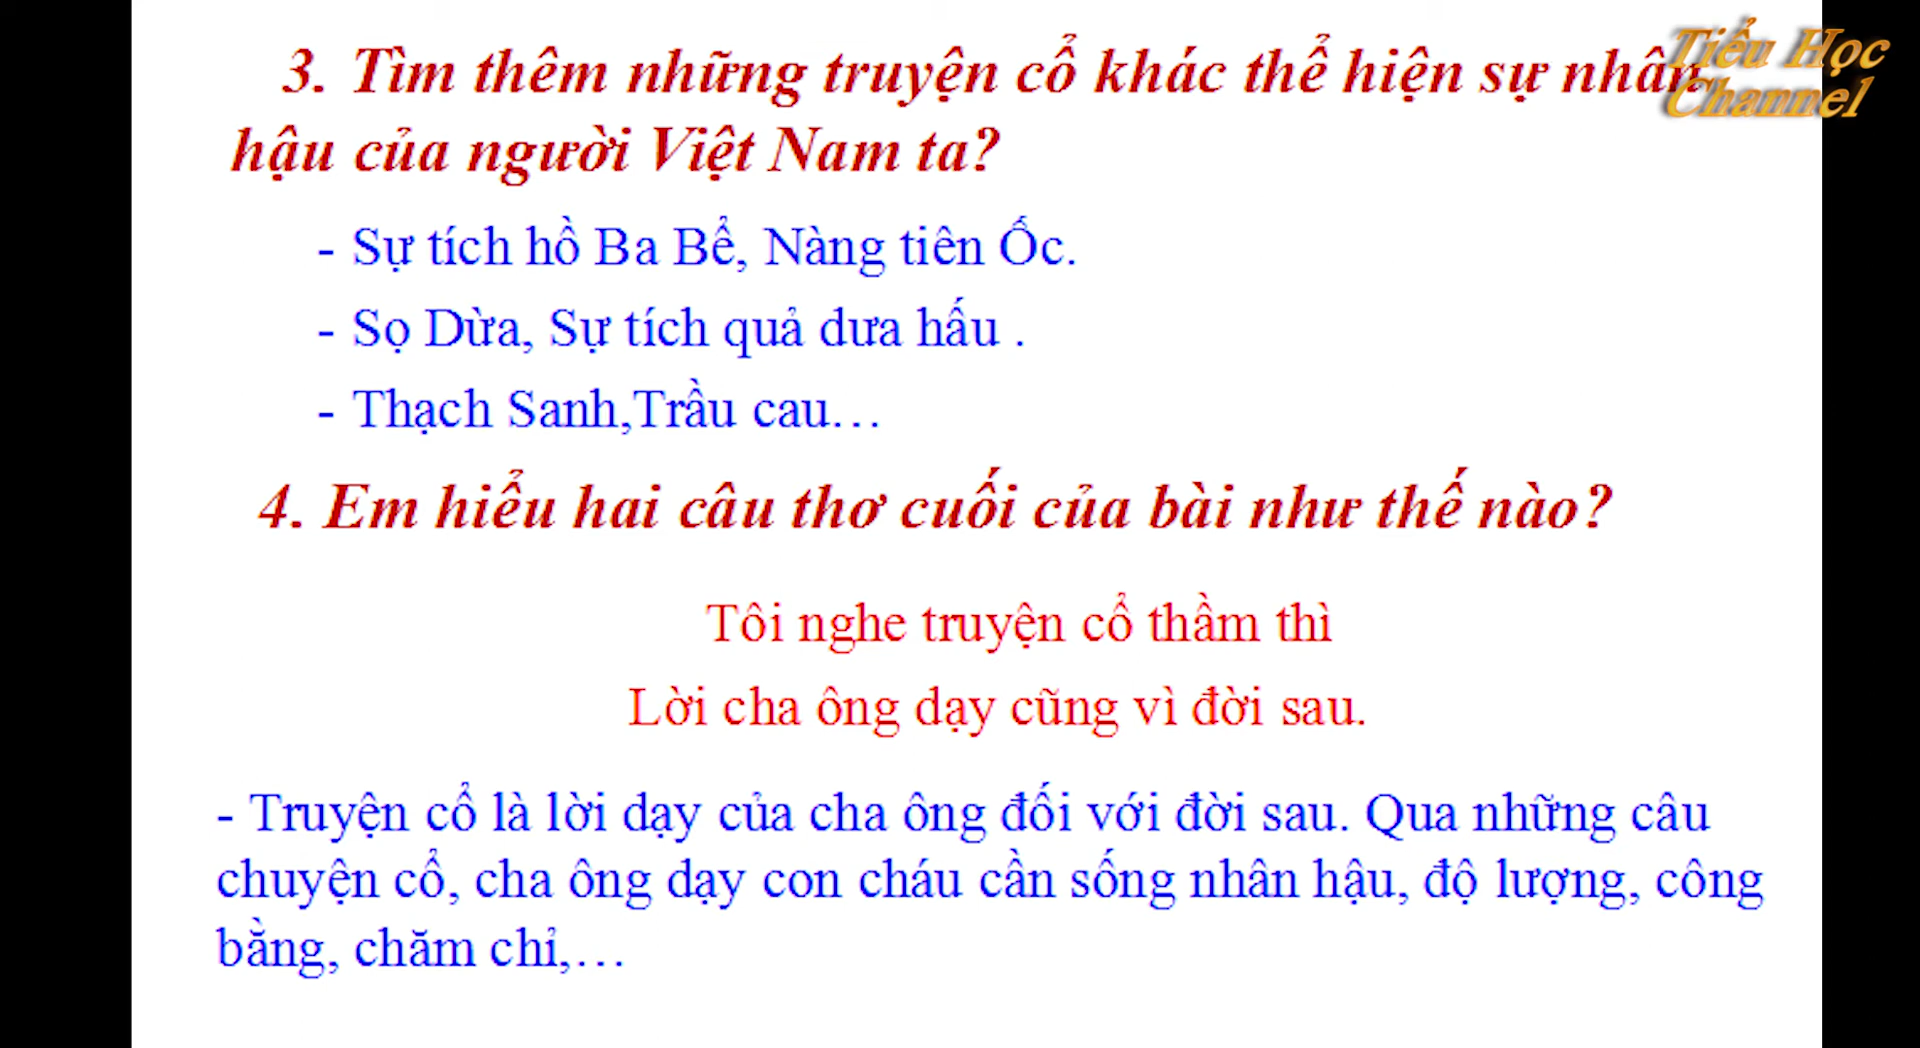 Tiểu Học
Channel
3. Tìm thêm những truyện cổ khác thể hiện sự nhân
hậu của người Việt Nam ta?
- Sự tích hồ Ba Bể, Nàng tiên Ốc.
- Sọ Dừa, Sự tích quả dưa hấu .
- Thạch Sanh,Trầu cau…
4. Em hiểu hai câu thơ cuối của bài như thế nào?
Tôi nghe truyện cổ thầm thì
Lời cha ông dạy cũng vì đời sau.
- Truyện cổ là lời dạy của cha ông đối với đời sau. Qua những câu
chuyện cổ, cha ông dạy con cháu cần sống nhân hậu, độ lượng, công
bằng, chăm chỉ,…